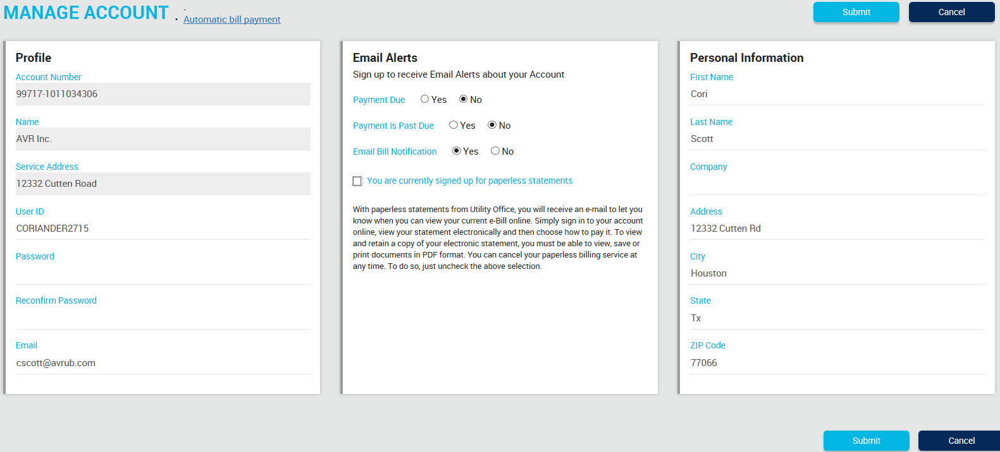 MANAGE ACCOUNT
-
Automatic bill payment
Submit
Cancel
Profile
Account Number
99717-1011034306
Name
AVR Inc.
Service Address
12332 Cutten Road
User ID
CORIANDER2715
Password
Reconfirm Password
Email
cscott@avrub.com
Email Alerts
Sign up to receive Email Alerts about your Account
Payment Due Yes No
Payment is Past Due Yes No
Email Bill Notification Yes No
You are currently signed up for paperless statements
With paperless statements from Utility Office, you will receive an e-mail to let you
know when you can view your current e-Bill online. Simply sign in to your account
online, view your statement electronically and then choose how to pay it. To view
and retain a copy of your electronic statement, you must be able to view, save or
print documents in PDF format. You can cancel your paperless billing service at
any time. To do so, just uncheck the above selection.
Personal Information
First Name
Cori
Last Name
Scott
Company
Address
12332 Cutten Rd
City
Houston
State
Tx
ZIP Code
77066
Submit
Cancel